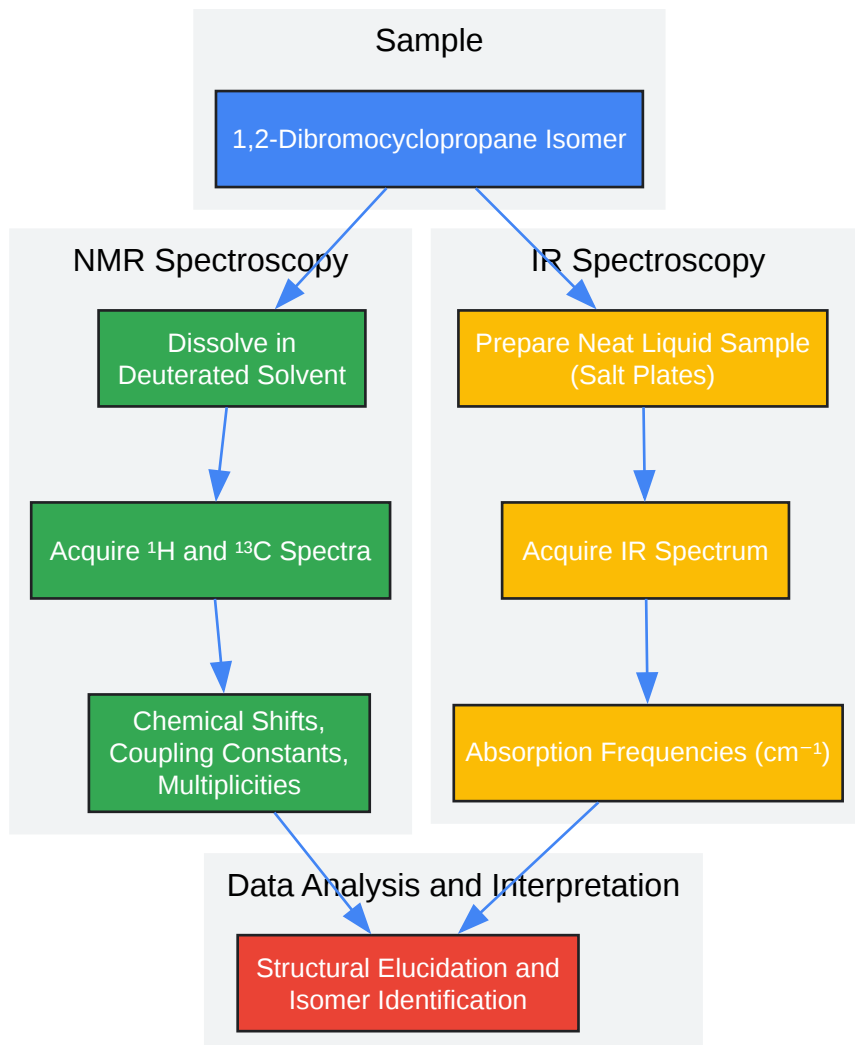 Sample
1,2-Dibromocyclopropane Isomer
NMR Spectroscopy
Dissolve in
Deuterated Solvent
Acquire ¹H and ¹³C Spectra
Chemical Shifts,
Coupling Constants,
Multiplicities
IR Spectroscopy
Prepare Neat Liquid Sample
(Salt Plates)
Acquire IR Spectrum
Absorption Frequencies (cm⁻¹)
Data Analysis and Interpretation
Structural Elucidation and
Isomer Identification